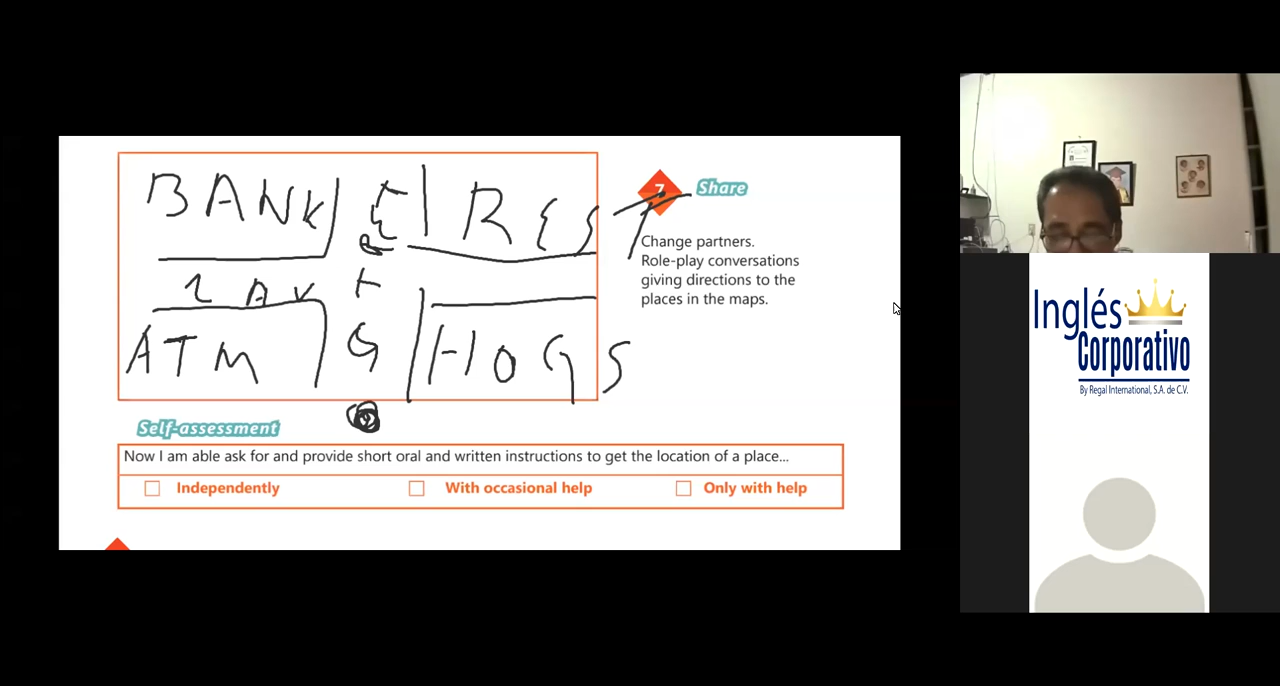 BANK
REST
1 AV
ATM
HOGS
7
Share
Change partners.
Role-play conversations
giving directions to the
places in the maps.
Self-assessment
Now I am able ask for and provide short oral and written instructions to get the location of a place...
Independently
With occasional help
Only with help
Inglés
Corporativo
By Regal International, S.A. de C.V.